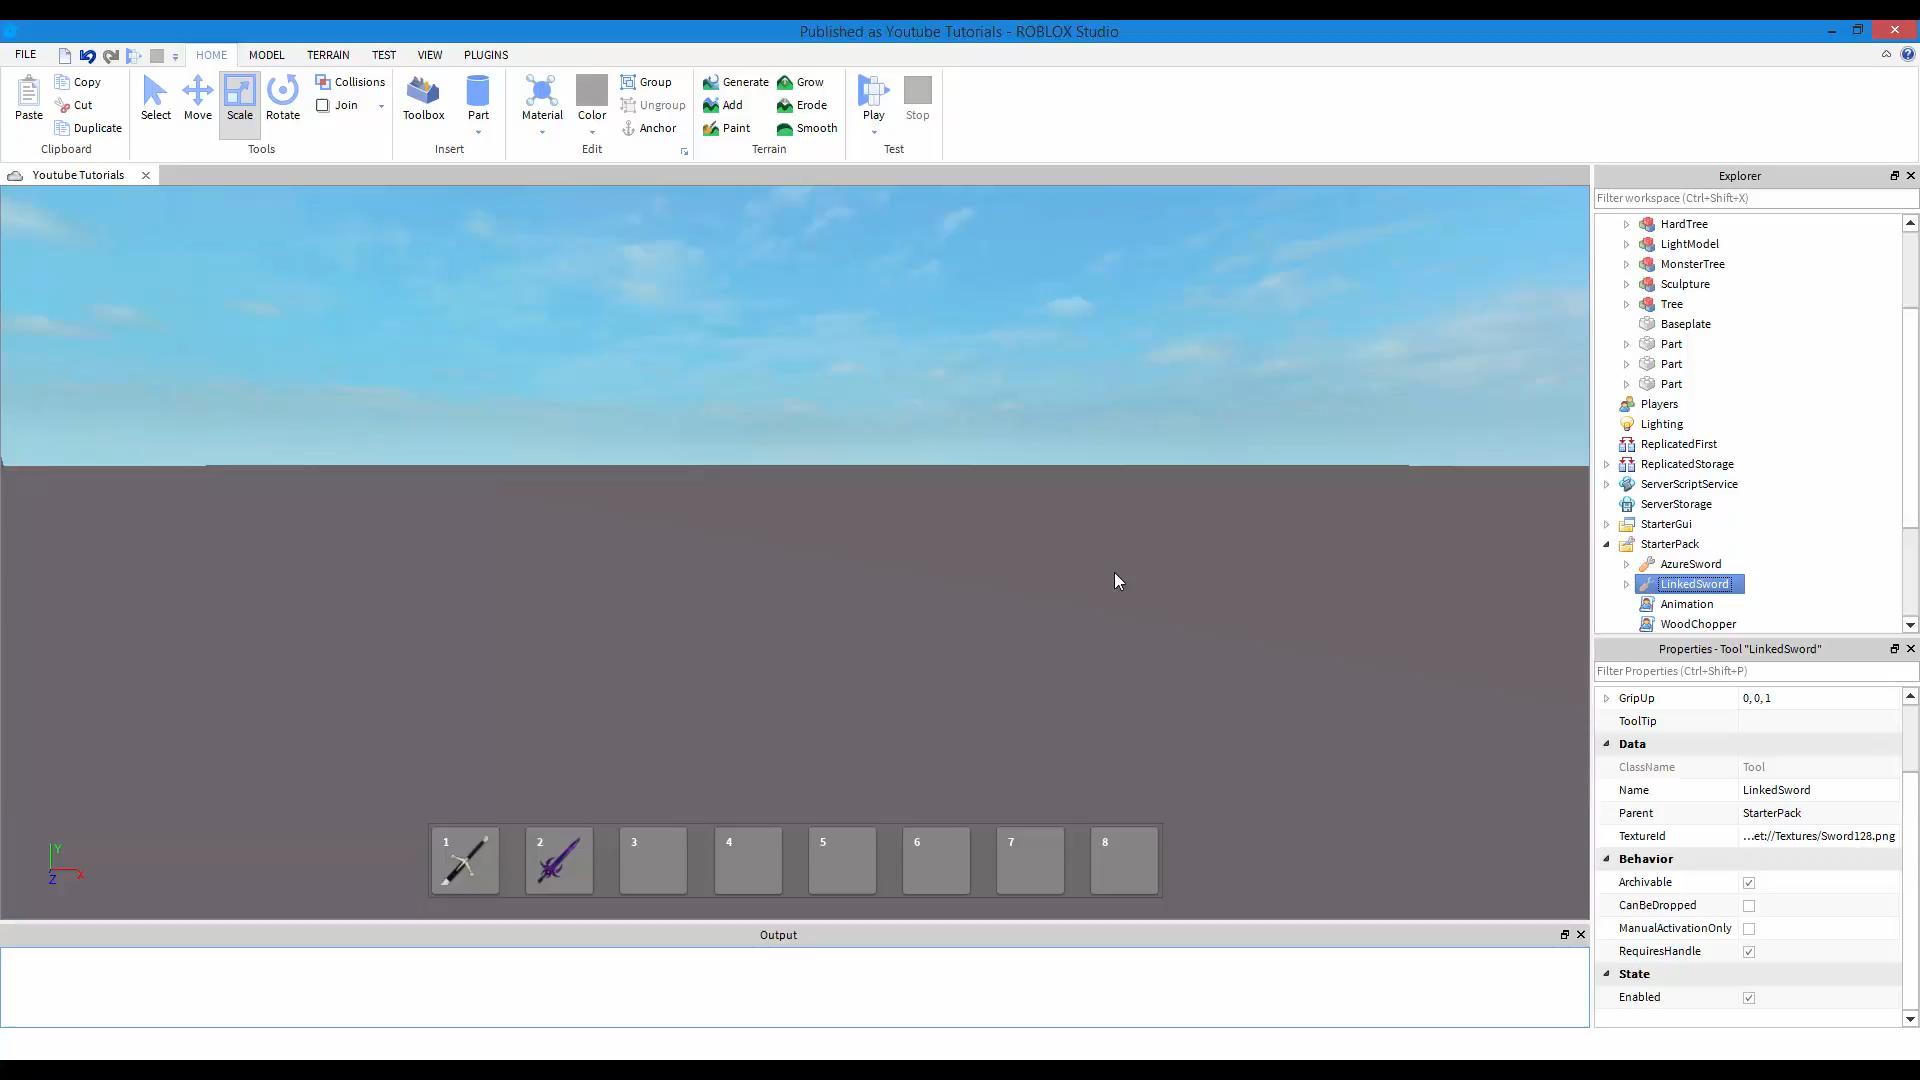 Published as Youtube Tutorials - ROBLOX Studio
FILE HOME MODEL TERRAIN TEST VIEW PLUGINS
Paste Copy Cut Duplicate
Clipboard
Select Move Scale Rotate Collisions Join
Tools
Toolbox Part
Insert
Material Color Group Ungroup Anchor
Edit
Generate Grow
Add Erode
Paint Smooth
Terrain
Play Stop
Test
Youtube Tutorials
1 2 3 4 5 6 7 8
Y
X
Z
Output
Explorer
Filter workspace (Ctrl+Shift+X)
HardTree
LightModel
MonsterTree
Sculpture
Tree
Baseplate
Part
Part
Part
Players
Lighting
ReplicatedFirst
ReplicatedStorage
ServerScriptService
ServerStorage
StarterGui
StarterPack
AzureSword
LinkedSword
Animation
WoodChopper
Properties - Tool "LinkedSword"
Filter Properties (Ctrl+Shift+P)
GripUp 0, 0, 1
ToolTip
Data
ClassName Tool
Name LinkedSword
Parent StarterPack
TextureId ...et://Textures/Sword128.png
Behavior
Archivable
CanBeDropped
ManualActivationOnly
RequiresHandle
State
Enabled